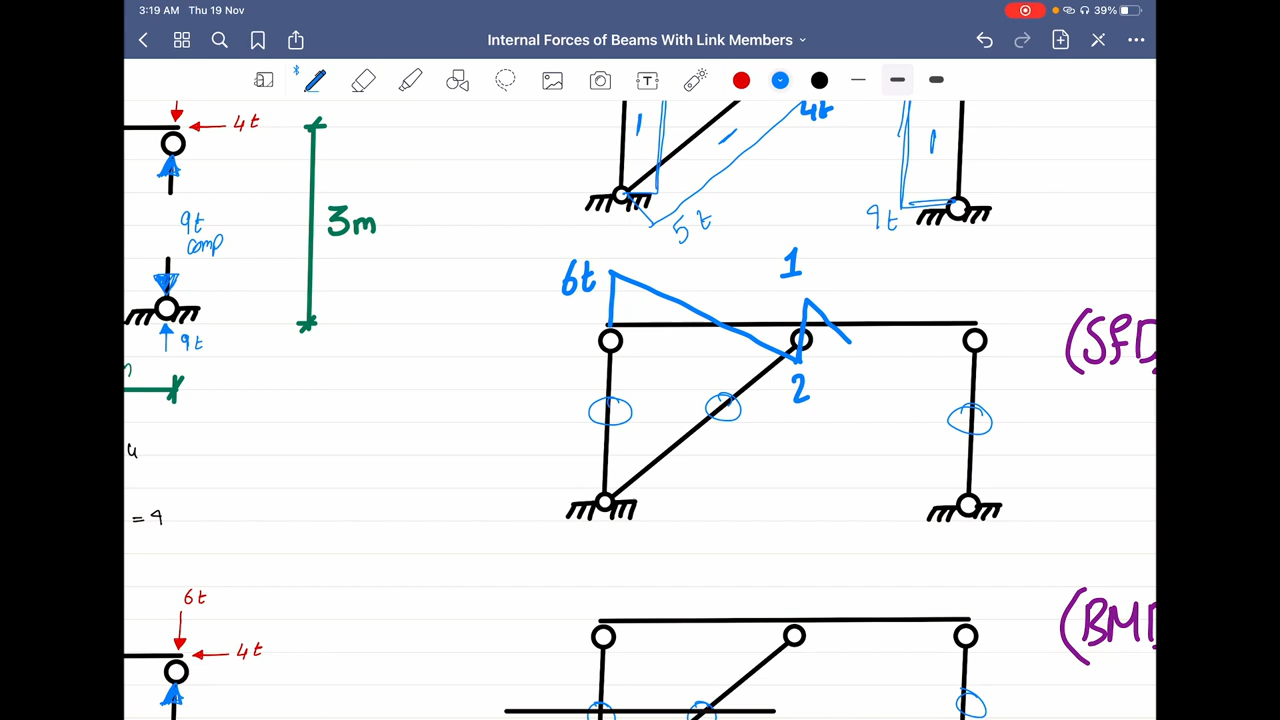 3:19 AM Thu 19 Nov
39%
Internal Forces of Beams With Link Members
T
4t
4t
3m
9t
comp
9t
5t
9t
6t
1
2
(SFD
= 9
6t
4t
(BMD